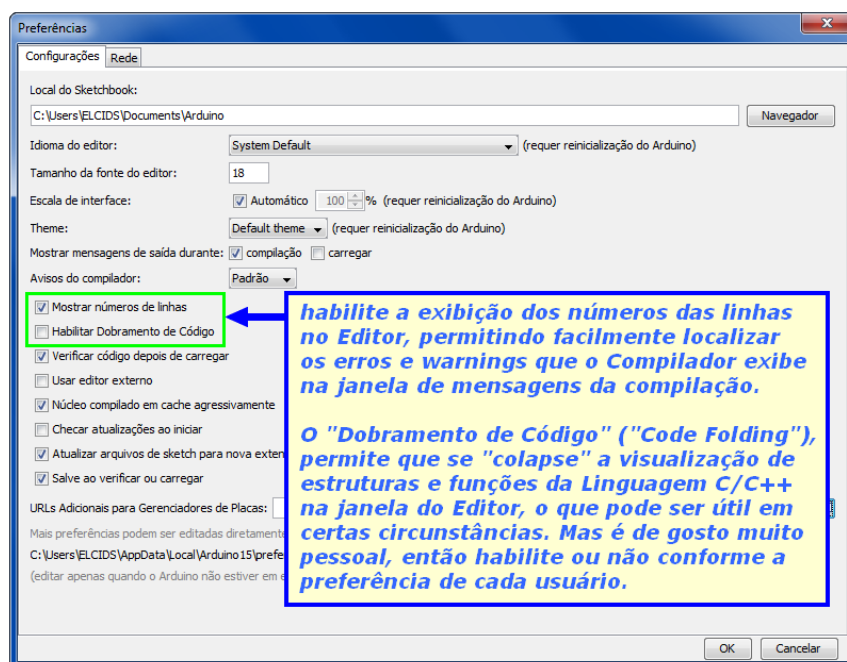 Preferências
Configurações Rede
Local do Sketchbook:
C:\Users\ELCIDS\Documents\Arduino Navegador
Idioma do editor: System Default (requer reinicialização do Arduino)
Tamanho da fonte do editor: 18
Escala de interface: Automático 100 % (requer reinicialização do Arduino)
Theme: Default theme (requer reinicialização do Arduino)
Mostrar mensagens de saída durante: compilação carregar
Avisos do compilador: Padrão
Mostrar números de linhas
Habilitar Dobramento de Código
Verificar código depois de carregar
Usar editor externo
Núcleo compilado em cache agressivamente
Checar atualizações ao iniciar
Atualizar arquivos de sketch para nova exten
Salve ao verificar ou carregar
URLs Adicionais para Gerenciadores de Placas:
Mais preferências podem ser editadas diretamente
C:\Users\ELCIDS\AppData\Local\Arduino15\prefe
(editar apenas quando o Arduino não estiver em e
habilite a exibição dos números das linhas
no Editor, permitindo facilmente localizar
os erros e warnings que o Compilador exibe
na janela de mensagens da compilação.
O "Dobramento de Código" ("Code Folding"),
permite que se "colapse" a visualização de
estruturas e funções da Linguagem C/C++
na janela do Editor, o que pode ser útil em
certas circunstâncias. Mas é de gosto muito
pessoal, então habilite ou não conforme a
preferência de cada usuário.
OK Cancelar